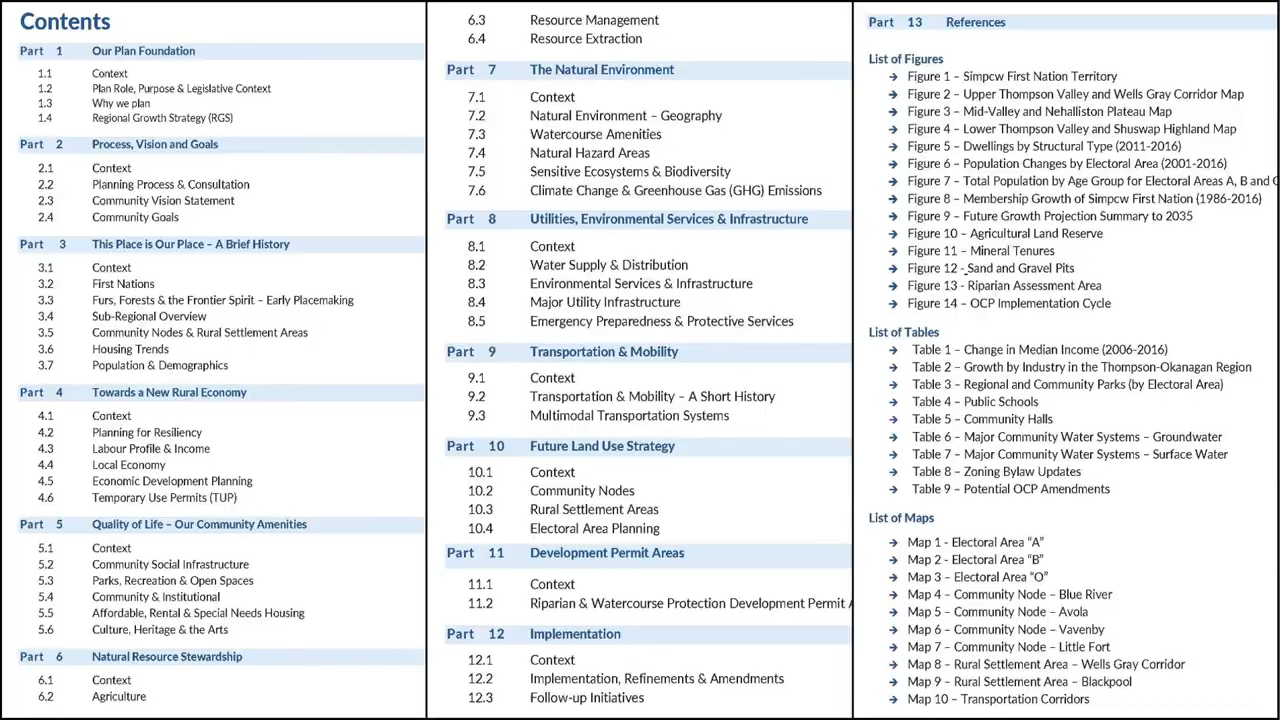 Contents
Part 1 Our Plan Foundation
1.1 Context
1.2 Plan Role, Purpose & Legislative Context
1.3 Why we plan
1.4 Regional Growth Strategy (RGS)
Part 2 Process, Vision and Goals
2.1 Context
2.2 Planning Process & Consultation
2.3 Community Vision Statement
2.4 Community Goals
Part 3 This Place is Our Place – A Brief History
3.1 Context
3.2 First Nations
3.3 Furs, Forests & the Frontier Spirit – Early Placemaking
3.4 Sub-Regional Overview
3.5 Community Nodes & Rural Settlement Areas
3.6 Housing Trends
3.7 Population & Demographics
Part 4 Towards a New Rural Economy
4.1 Context
4.2 Planning for Resiliency
4.3 Labour Profile & Income
4.4 Local Economy
4.5 Economic Development Planning
4.6 Temporary Use Permits (TUP)
Part 5 Quality of Life – Our Community Amenities
5.1 Context
5.2 Community Social Infrastructure
5.3 Parks, Recreation & Open Spaces
5.4 Community & Institutional
5.5 Affordable, Rental & Special Needs Housing
5.6 Culture, Heritage & the Arts
Part 6 Natural Resource Stewardship
6.1 Context
6.2 Agriculture
6.3 Resource Management
6.4 Resource Extraction
Part 7 The Natural Environment
7.1 Context
7.2 Natural Environment – Geography
7.3 Watercourse Amenities
7.4 Natural Hazard Areas
7.5 Sensitive Ecosystems & Biodiversity
7.6 Climate Change & Greenhouse Gas (GHG) Emissions
Part 8 Utilities, Environmental Services & Infrastructure
8.1 Context
8.2 Water Supply & Distribution
8.3 Environmental Services & Infrastructure
8.4 Major Utility Infrastructure
8.5 Emergency Preparedness & Protective Services
Part 9 Transportation & Mobility
9.1 Context
9.2 Transportation & Mobility – A Short History
9.3 Multimodal Transportation Systems
Part 10 Future Land Use Strategy
10.1 Context
10.2 Community Nodes
10.3 Rural Settlement Areas
10.4 Electoral Area Planning
Part 11 Development Permit Areas
11.1 Context
11.2 Riparian & Watercourse Protection Development Permit
Part 12 Implementation
12.1 Context
12.2 Implementation, Refinements & Amendments
12.3 Follow-up Initiatives
Part 13 References
List of Figures
→ Figure 1 – Simpcw First Nation Territory
→ Figure 2 – Upper Thompson Valley and Wells Gray Corridor Map
→ Figure 3 – Mid-Valley and Nehalliston Plateau Map
→ Figure 4 – Lower Thompson Valley and Shuswap Highland Map
→ Figure 5 – Dwellings by Structural Type (2011-2016)
→ Figure 6 – Population Changes by Electoral Area (2001-2016)
→ Figure 7 – Total Population by Age Group for Electoral Areas A, B and
→ Figure 8 – Membership Growth of Simpcw First Nation (1986-2016)
→ Figure 9 – Future Growth Projection Summary to 2035
→ Figure 10 – Agricultural Land Reserve
→ Figure 11 – Mineral Tenures
→ Figure 12 - Sand and Gravel Pits
→ Figure 13 - Riparian Assessment Area
→ Figure 14 – OCP Implementation Cycle
List of Tables
→ Table 1 – Change in Median Income (2006-2016)
→ Table 2 – Growth by Industry in the Thompson-Okanagan Region
→ Table 3 – Regional and Community Parks (by Electoral Area)
→ Table 4 – Public Schools
→ Table 5 – Community Halls
→ Table 6 – Major Community Water Systems – Groundwater
→ Table 7 – Major Community Water Systems – Surface Water
→ Table 8 – Zoning Bylaw Updates
→ Table 9 – Potential OCP Amendments
List of Maps
→ Map 1 - Electoral Area “A”
→ Map 2 - Electoral Area “B”
→ Map 3 – Electoral Area “O”
→ Map 4 – Community Node – Blue River
→ Map 5 – Community Node – Avola
→ Map 6 – Community Node – Vavenby
→ Map 7 – Community Node – Little Fort
→ Map 8 – Rural Settlement Area – Wells Gray Corridor
→ Map 9 – Rural Settlement Area – Blackpool
→ Map 10 – Transportation Corridors